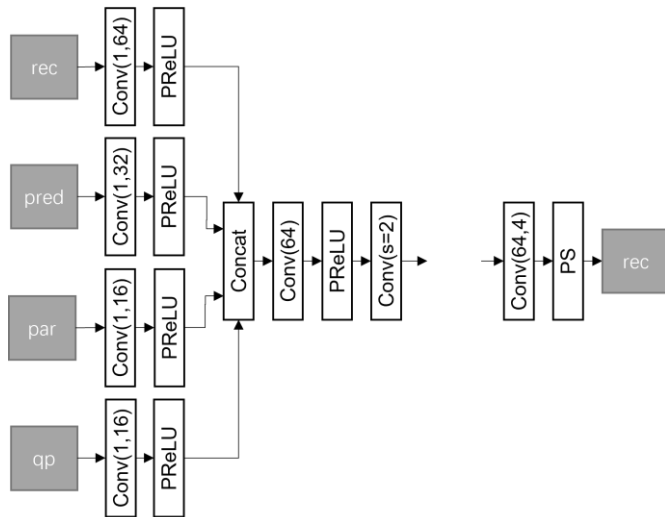 rec
Conv(1,64)
PReLU
pred
Conv(1,32)
PReLU
par
Conv(1,16)
PReLU
qp
Conv(1,16)
PReLU
Concat
Conv(64)
PReLU
Conv(s=2)
Conv(64,4)
PS
rec